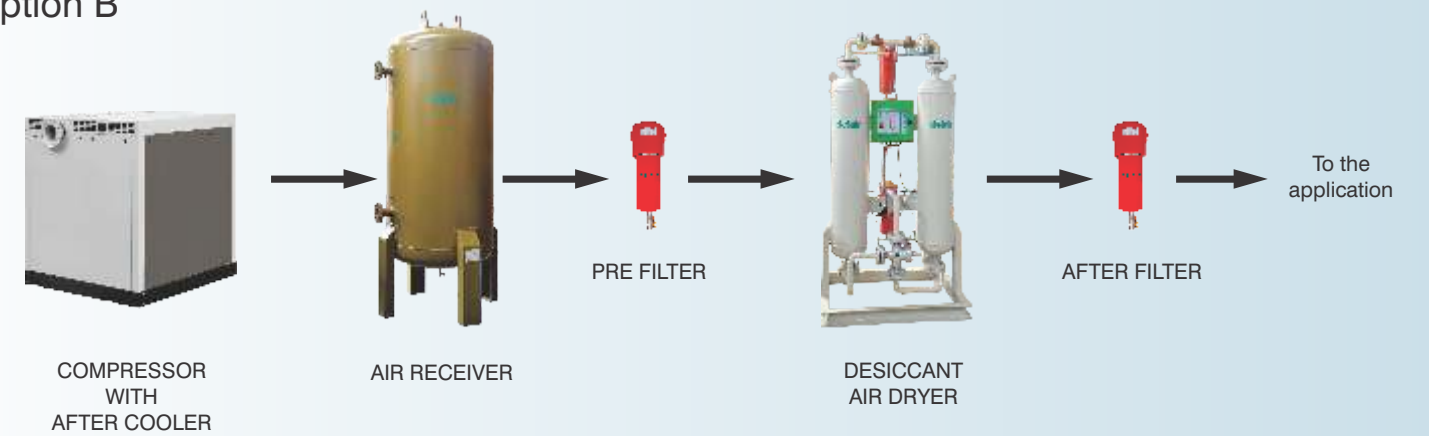 ption B
To the
application
PRE FILTER
AFTER FILTER
COMPRESSOR
WITH
AFTER COOLER
AIR RECEIVER
DESICCANT
AIR DRYER